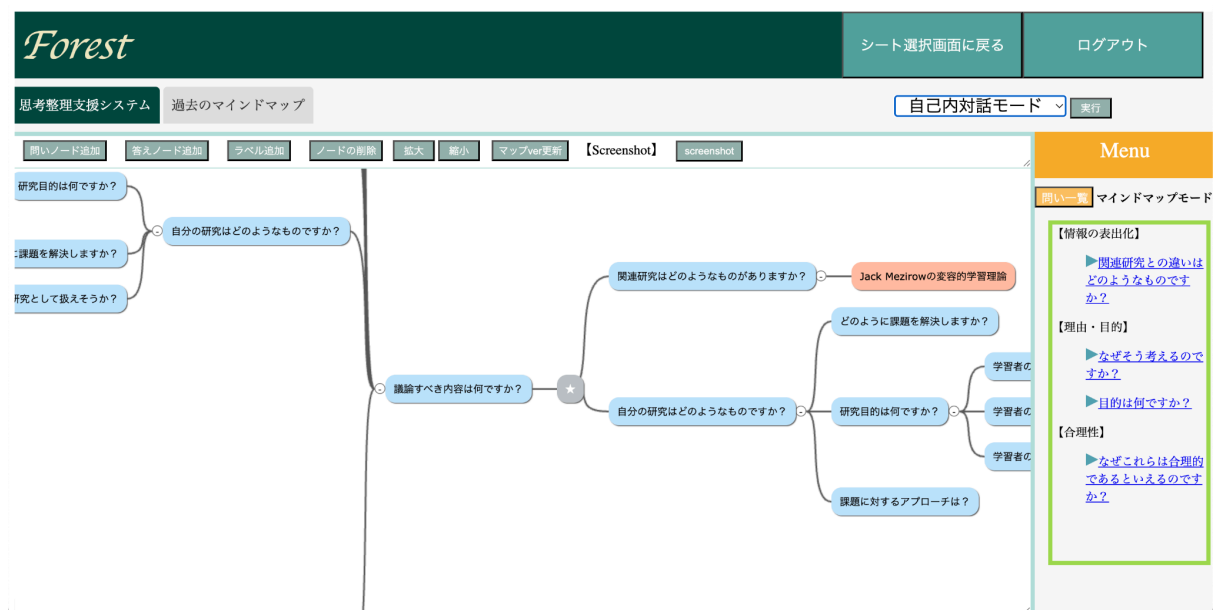 Forest
シート選択画面に戻る
ログアウト
思考整理支援システム
過去のマインドマップ
自己内対話モード
実行
問いノード追加
答えノード追加
ラベル追加
ノードの削除
拡大
縮小
マップver更新
【Screenshot】
screenshot
Menu
問い一覧
マインドマップモード
研究目的は何ですか？
自分の研究はどのようなものですか？
に課題を解決しますか？
研究として扱えそうか？
議論すべき内容は何ですか？
★
関連研究はどのようなものがありますか？
Jack Mezirowの変容的学習理論
どのように課題を解決しますか？
自分の研究はどのようなものですか？
研究目的は何ですか？
学習者の
学習者の
学習者の
課題に対するアプローチは？
【情報の表出化】
▶関連研究との違いは
どのようなものです
か？
【理由・目的】
▶なぜそう考えるので
すか？
▶目的は何ですか？
【合理性】
▶なぜこれらは合理的
であるといえるのです
か？